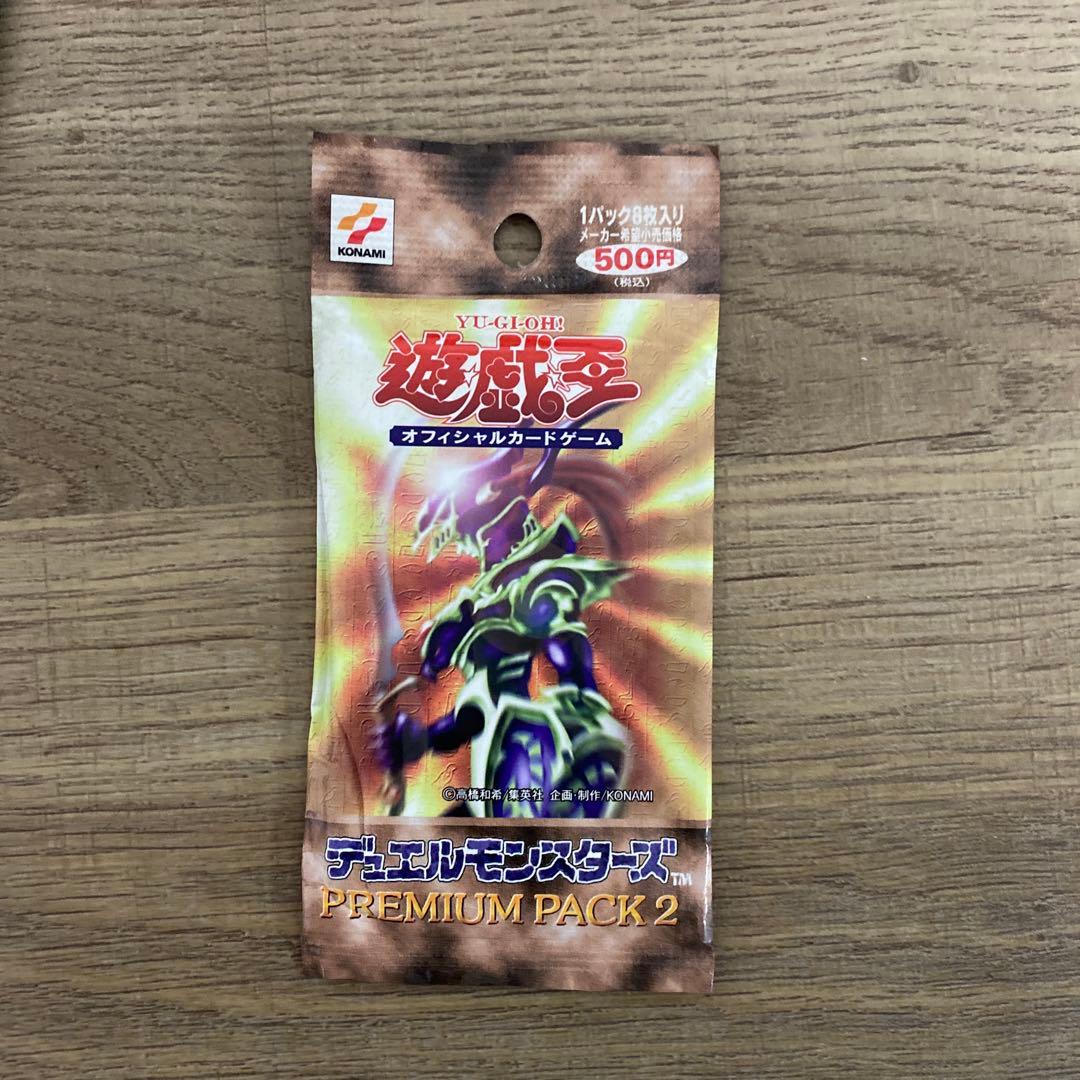 KONAMI
1パック8枚入り
メーカー希望小売価格
500円
(税込)
YU-GI-OH!
遊戯王
オフィシャルカードゲーム
©高橋和希/集英社 企画・制作/KONAMI
デュエルモンスターズTM
PREMIUM PACK 2